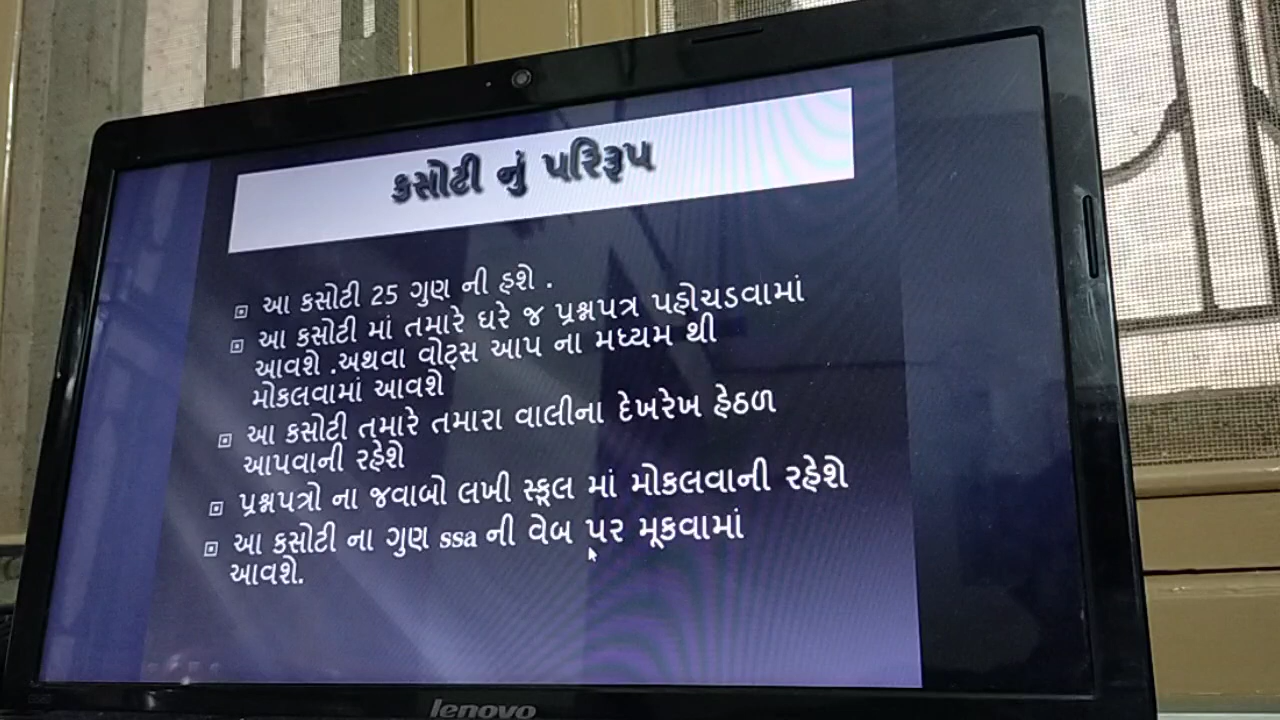 કસોટી નું પરિરૂપ
આ કસોટી 25 ગુણ ની હશે .
આ કસોટી માં તમારે ઘરે જ પ્રશ્નપત્ર પહોચડવામાં
આવશે .અથવા વોટ્સ આપ ના મધ્યમ થી
મોકલવામાં આવશે
આ કસોટી તમારે તમારા વાલીના દેખરેખ હેઠળ
આપવાની રહેશે
પ્રશ્નપત્રો ના જવાબો લખી સ્કૂલ માં મોકલવાની રહેશે
આ કસોટી ના ગુણ ssa ની વેબ પર મૂકવામાં
આવશે.
lenovo